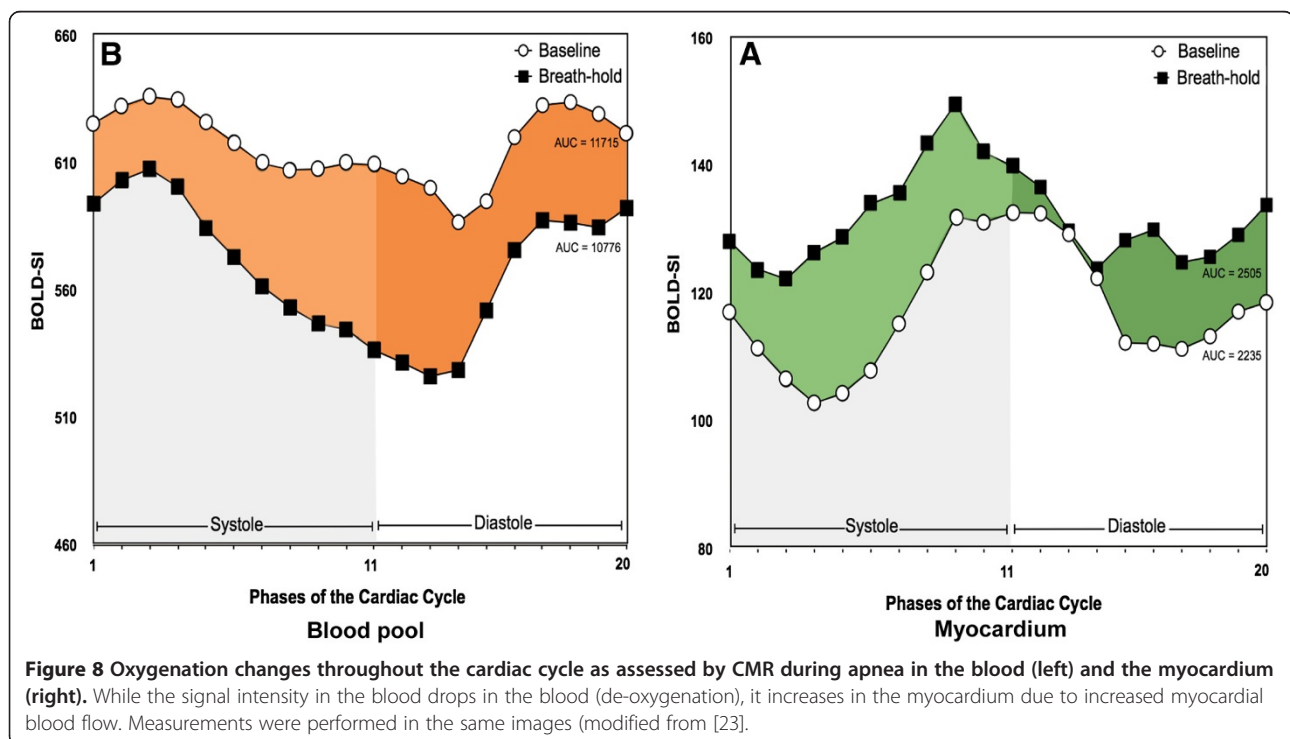 B
Baseline
Breath-hold
660
610
560
510
460
BOLD-SI
AUC = 11715
AUC = 10776
Systole
Diastole
1
11
20
Phases of the Cardiac Cycle
Blood pool
A
Baseline
Breath-hold
160
140
120
100
80
BOLD-SI
AUC = 2505
AUC = 2235
Systole
Diastole
1
11
20
Phases of the Cardiac Cycle
Myocardium
Figure 8 Oxygenation changes throughout the cardiac cycle as assessed by CMR during apnea in the blood (left) and the myocardium
(right). While the signal intensity in the blood drops in the blood (de-oxygenation), it increases in the myocardium due to increased myocardial
blood flow. Measurements were performed in the same images (modified from [23].